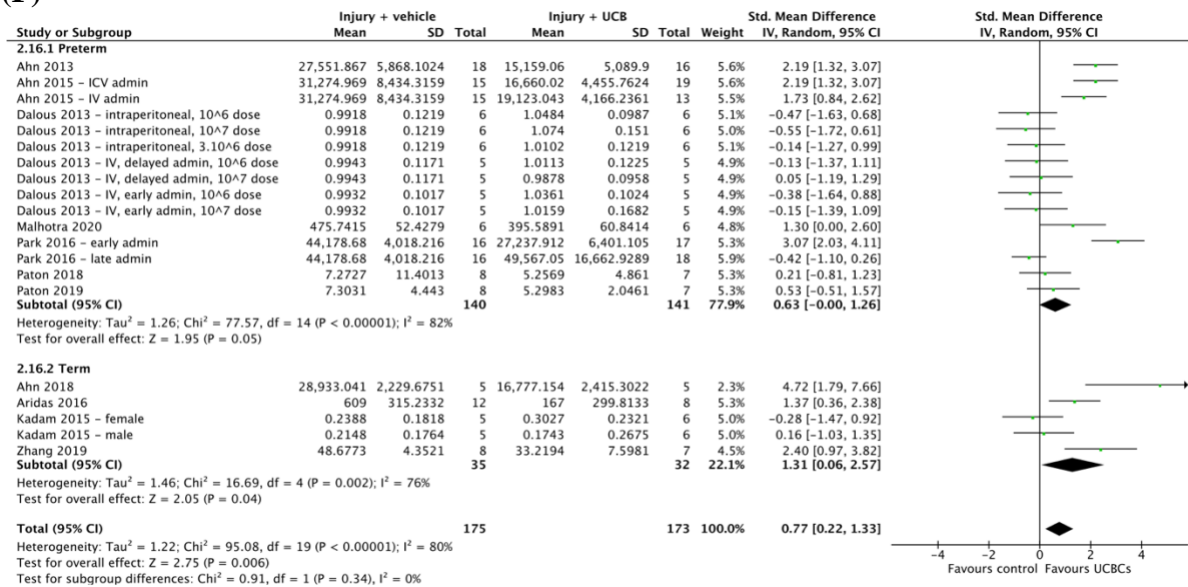 Injury + vehicle Injury + UCB Std. Mean Difference Std. Mean Difference
Study or Subgroup Mean SD Total Mean SD Total Weight IV, Random, 95% CI IV, Random, 95% CI
2.16.1 Preterm
Ahn 2013 27,551.867 5,868.1024 18 15,159.06 5,089.9 16 5.6% 2.19 [1.32, 3.07]
Ahn 2015 – ICV admin 31,274.969 8,434.3159 15 16,660.02 4,455.7624 19 5.6% 2.19 [1.32, 3.07]
Ahn 2015 – IV admin 31,274.969 8,434.3159 15 19,123.043 4,166.2361 13 5.5% 1.73 [0.84, 2.62]
Dalous 2013 – intraperitoneal, 10^6 dose 0.9918 0.1219 6 1.0484 0.0987 6 5.1% −0.47 [−1.63, 0.68]
Dalous 2013 – intraperitoneal, 10^7 dose 0.9918 0.1219 6 1.074 0.151 6 5.0% −0.55 [−1.72, 0.61]
Dalous 2013 – intraperitoneal, 3.10^6 dose 0.9918 0.1219 6 1.0102 0.1219 6 5.1% −0.14 [−1.27, 0.99]
Dalous 2013 – IV, delayed admin, 10^6 dose 0.9943 0.1171 5 1.0113 0.1225 5 4.9% −0.13 [−1.37, 1.11]
Dalous 2013 – IV, delayed admin, 10^7 dose 0.9943 0.1171 5 0.9878 0.0958 5 4.9% 0.05 [−1.19, 1.29]
Dalous 2013 – IV, early admin, 10^6 dose 0.9932 0.1017 5 1.0361 0.1024 5 4.9% −0.38 [−1.64, 0.88]
Dalous 2013 – IV, early admin, 10^7 dose 0.9932 0.1017 5 1.0159 0.1682 5 4.9% −0.15 [−1.39, 1.09]
Malhotra 2020 475.7415 52.4279 6 395.5891 60.8414 6 4.8% 1.30 [0.00, 2.60]
Park 2016 – early admin 44,178.68 4,018.216 16 27,237.912 6,401.105 17 5.3% 3.07 [2.03, 4.11]
Park 2016 – late admin 44,178.68 4,018.216 16 49,567.05 16,662.9289 18 5.8% −0.42 [−1.10, 0.26]
Paton 2018 7.2727 11.4013 8 5.2569 4.861 7 5.3% 0.21 [−0.81, 1.23]
Paton 2019 7.3031 4.443 8 5.2983 2.0461 7 5.3% 0.53 [−0.51, 1.57]
Subtotal (95% CI) 140 141 77.9% 0.63 [−0.00, 1.26]
Heterogeneity: Tau² = 1.26; Chi² = 77.57, df = 14 (P < 0.00001); I² = 82%
Test for overall effect: Z = 1.95 (P = 0.05)
2.16.2 Term
Ahn 2018 28,933.041 2,229.6751 5 16,777.154 2,415.3022 5 2.3% 4.72 [1.79, 7.66]
Aridas 2016 609 315.2332 12 167 299.8133 8 5.3% 1.37 [0.36, 2.38]
Kadam 2015 – female 0.2388 0.1818 5 0.3027 0.2321 6 5.0% −0.28 [−1.47, 0.92]
Kadam 2015 – male 0.2148 0.1764 5 0.1743 0.2675 6 5.0% 0.16 [−1.03, 1.35]
Zhang 2019 48.6773 4.3521 8 33.2194 7.5981 7 4.5% 2.40 [0.97, 3.82]
Subtotal (95% CI) 35 32 22.1% 1.31 [0.06, 2.57]
Heterogeneity: Tau² = 1.46; Chi² = 16.69, df = 4 (P = 0.002); I² = 76%
Test for overall effect: Z = 2.05 (P = 0.04)
Total (95% CI) 175 173 100.0% 0.77 [0.22, 1.33]
Heterogeneity: Tau² = 1.22; Chi² = 95.08, df = 19 (P < 0.00001); I² = 80%
Test for overall effect: Z = 2.75 (P = 0.006)
Test for subgroup differences: Chi² = 0.91, df = 1 (P = 0.34), I² = 0%
−4 −2 0 2 4
Favours control Favours UCBCs